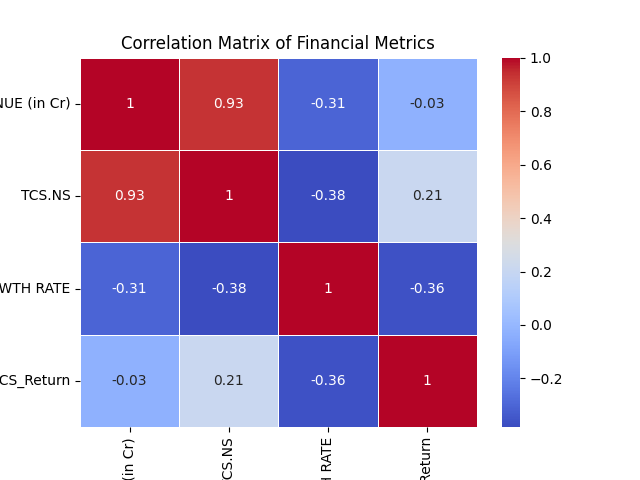 Correlation Matrix of Financial Metrics
NUE (in Cr)
1
0.93
-0.31
-0.03
TCS.NS
0.93
1
-0.38
0.21
WTH RATE
-0.31
-0.38
1
-0.36
CS_Return
-0.03
0.21
-0.36
1
(in Cr)
CS.NS
H RATE
Return
1.0
0.8
0.6
0.4
0.2
0.0
−0.2